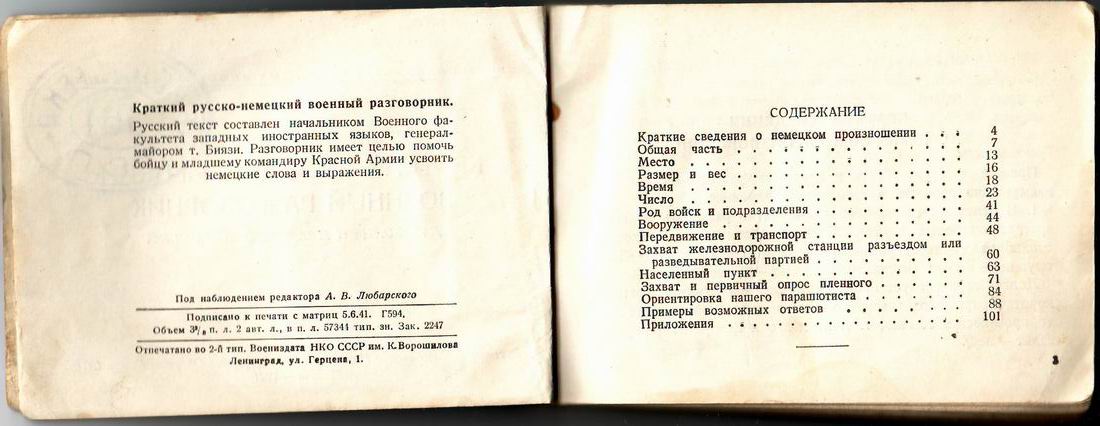 Краткий русско-немецкий военный разговорник.
Русский текст составлен начальником Военного фа-
культета западных иностранных языков, генерал-
майором т. Биязи. Разговорник имеет целью помочь
бойцу и младшему командиру Красной Армии усвоить
немецкие слова и выражения.
Под наблюдением редактора А. В. Любарского
Подписано к печати с матриц 5.6.41. Г594.
Объем 3³/₈ п. л. 2 авт. л., в п. л. 57344 тип. зн. Зак. 2247
Отпечатано во 2-й тип. Воениздата НКО СССР им. К. Ворошилова
Ленинград, ул. Герцена, 1.
СОДЕРЖАНИЕ
Краткие сведения о немецком произношении . . . 4
Общая часть . . . . . . . . . . . . 7
Место . . . . . . . . . . . . . . 13
Размер и вес . . . . . . . . . . . . 16
Время . . . . . . . . . . . . . . 18
Число . . . . . . . . . . . . . . 23
Род войск и подразделения . . . . . . . . 41
Вооружение . . . . . . . . . . . . 44
Передвижение и транспорт . . . . . . . . 48
Захват железнодорожной станции разъездом или
разведывательной партией . . . . . . . . 60
Населенный пункт . . . . . . . . . . 63
Захват и первичный опрос пленного . . . . . 71
Ориентировка нашего парашютиста . . . . . . 84
Примеры возможных ответов . . . . . . . 88
Приложения . . . . . . . . . . . . 101
3